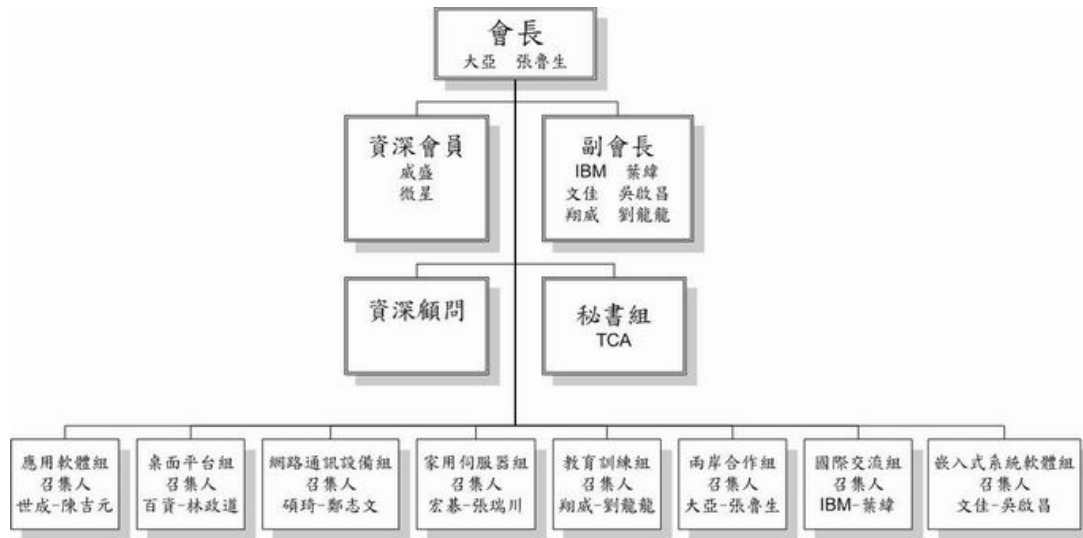 會長
大亞 張魯生
資深會員
威盛
微星
副會長
IBM 葉緯
文佳 吳啟昌
翔威 劉龍龍
資深顧問
秘書組
TCA
應用軟體組
召集人
世成-陳吉元
桌面平台組
召集人
百資-林政道
網路通訊設備組
召集人
碩琦-鄭志文
家用伺服器組
召集人
宏碁-張瑞川
教育訓練組
召集人
翔威-劉龍龍
兩岸合作組
召集人
大亞-張魯生
國際交流組
召集人
IBM-葉緯
嵌入式系統軟體組
召集人
文佳-吳啟昌